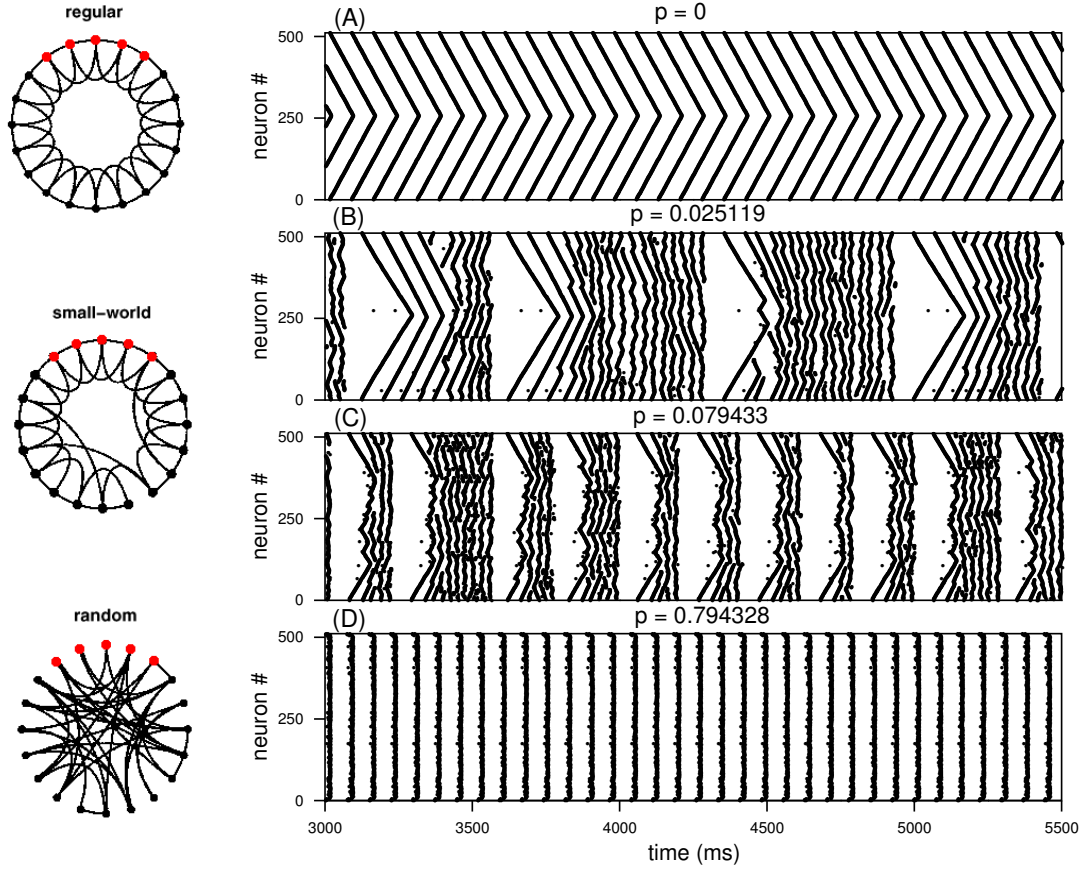 regular
(A)
p = 0
500
250
0
neuron #
small−world
(B)
p = 0.025119
500
250
0
neuron #
(C)
p = 0.079433
500
250
0
neuron #
random
(D)
p = 0.794328
500
250
0
neuron #
3000 3500 4000 4500 5000 5500
time (ms)